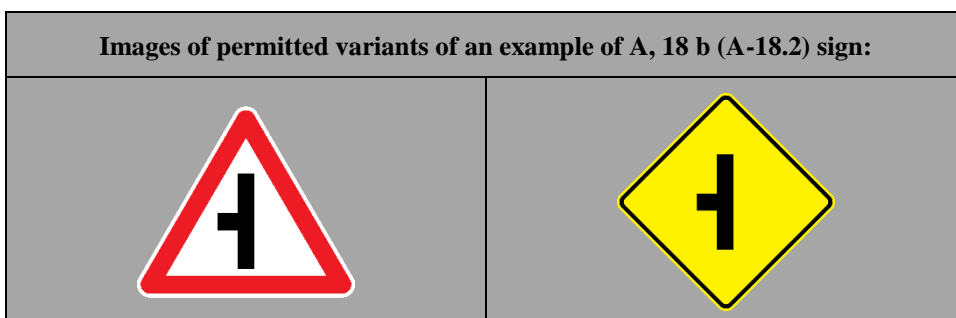 Images of permitted variants of an example of A, 18 b (A-18.2) sign: